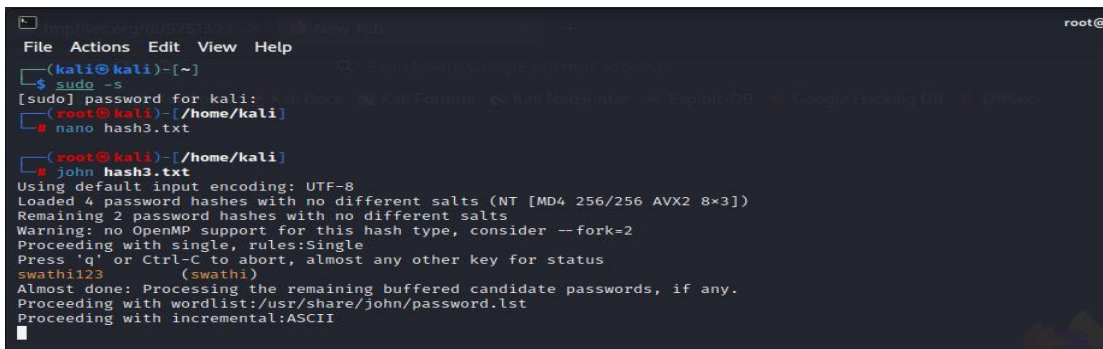 root@
File Actions Edit View Help
(kali㉿kali)-[~]
$ sudo -s
[sudo] password for kali:
(root㉿kali)-[/home/kali]
# nano hash3.txt
(root㉿kali)-[/home/kali]
# john hash3.txt
Using default input encoding: UTF-8
Loaded 4 password hashes with no different salts (NT [MD4 256/256 AVX2 8×3])
Remaining 2 password hashes with no different salts
Warning: no OpenMP support for this hash type, consider --fork=2
Proceeding with single, rules:Single
Press 'q' or Ctrl-C to abort, almost any other key for status
swathi123 (swathi)
Almost done: Processing the remaining buffered candidate passwords, if any.
Proceeding with wordlist:/usr/share/john/password.lst
Proceeding with incremental:ASCII